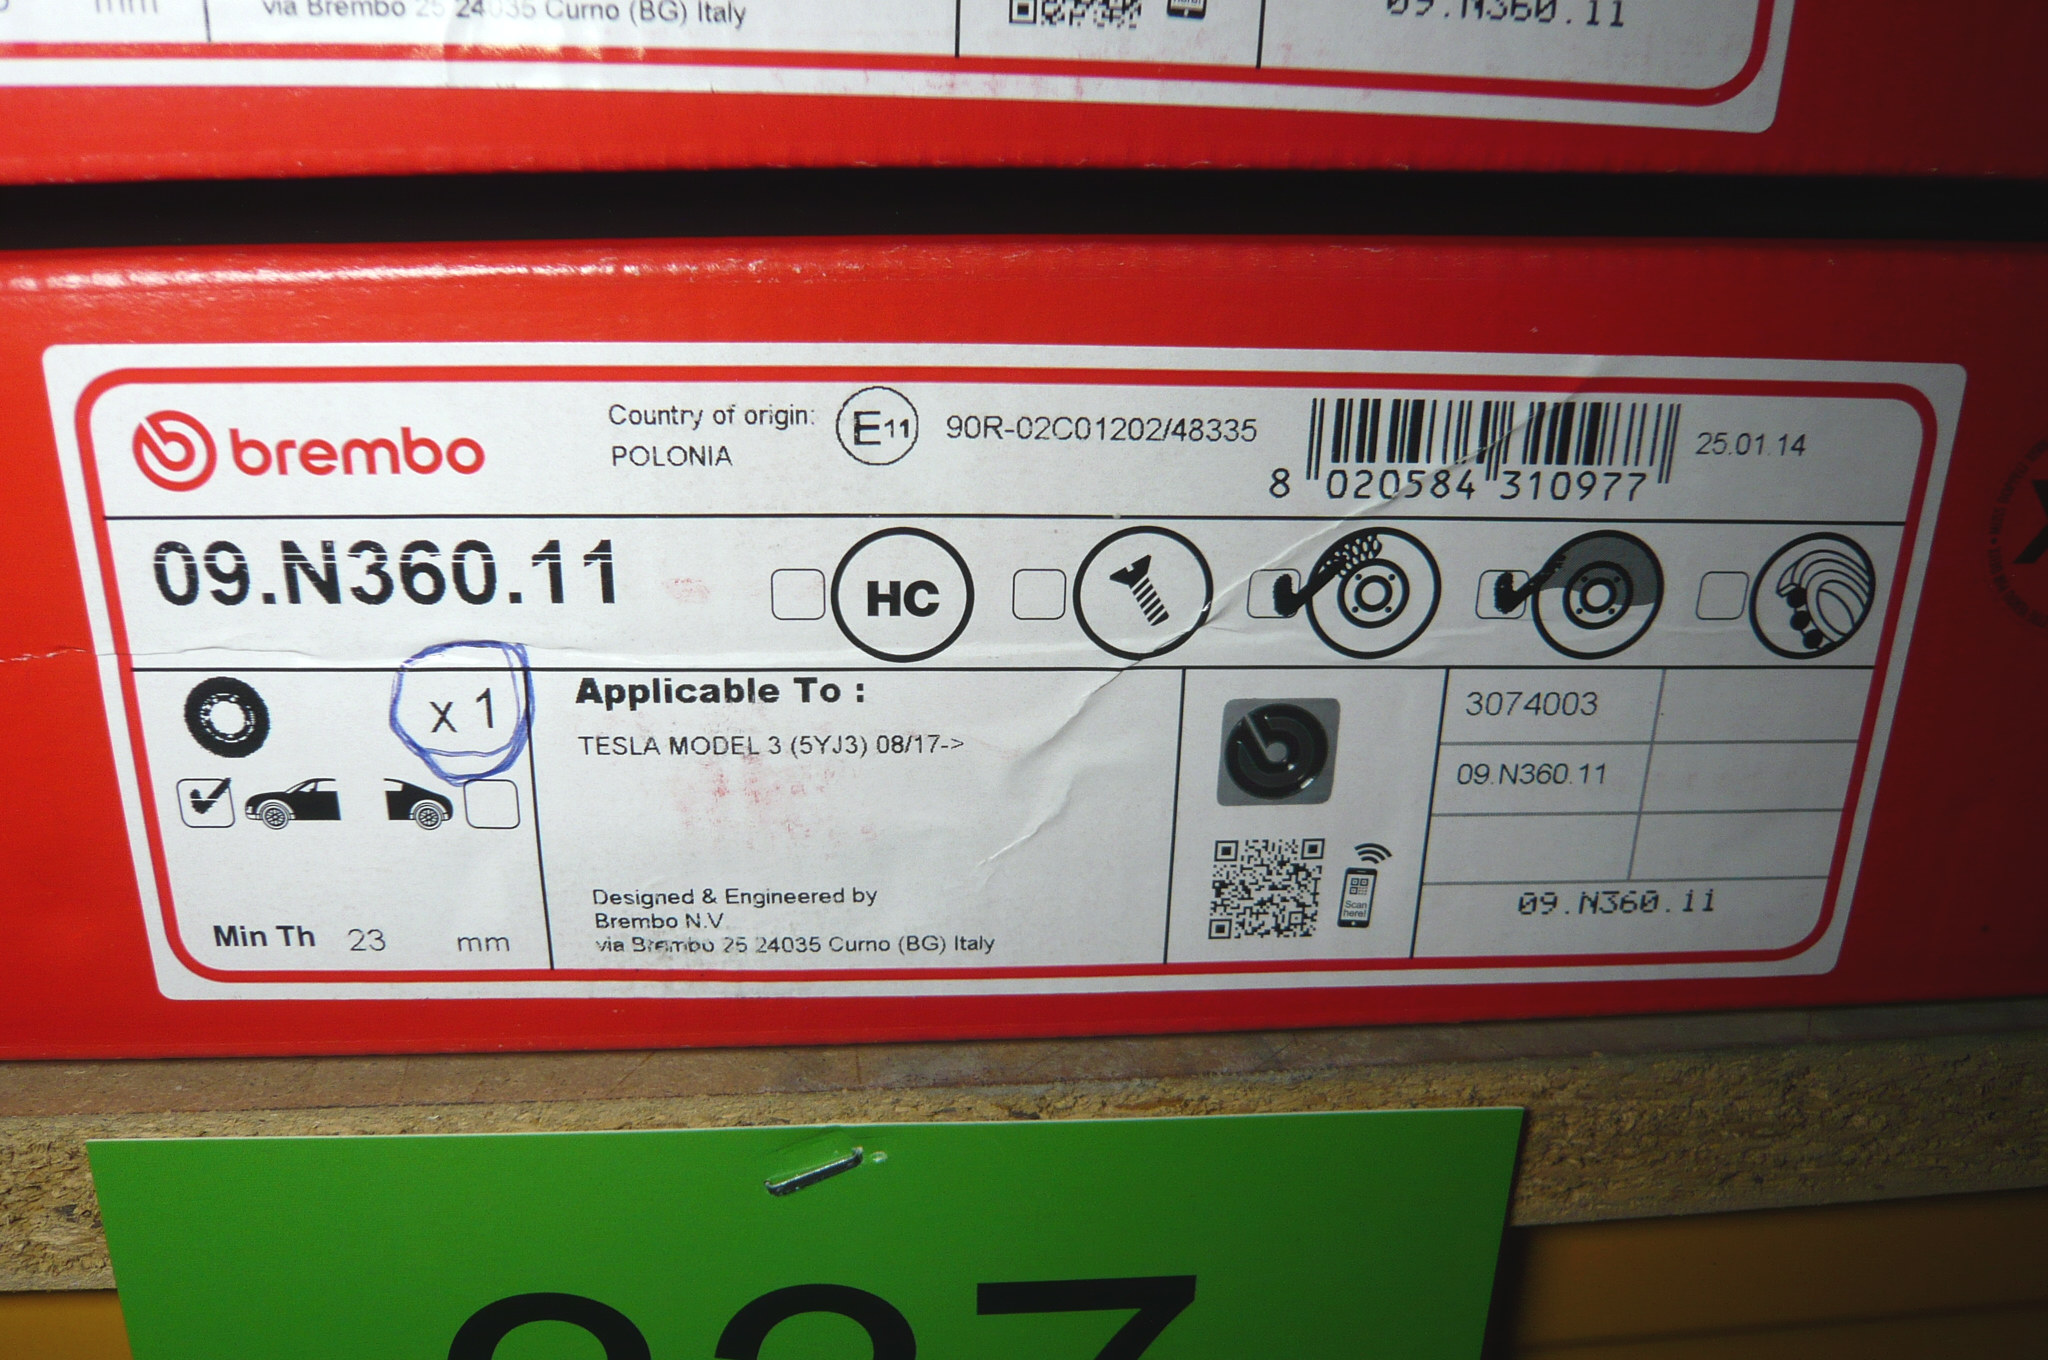 mm
via Brembo 25 24035 Curno (BG) Italy
09.N360.11
brembo
Country of origin:
POLONIA
E11
90R-02C01202/48335
8 020584 310977
25.01.14
09.N360.11
HC
x 1
Applicable To :
TESLA MODEL 3 (5YJ3) 08/17->
3074003
09.N360.11
Scan
here!
09.N360.11
Min Th 23 mm
Designed & Engineered by
Brembo N.V.
via Brembo 25 24035 Curno (BG) Italy